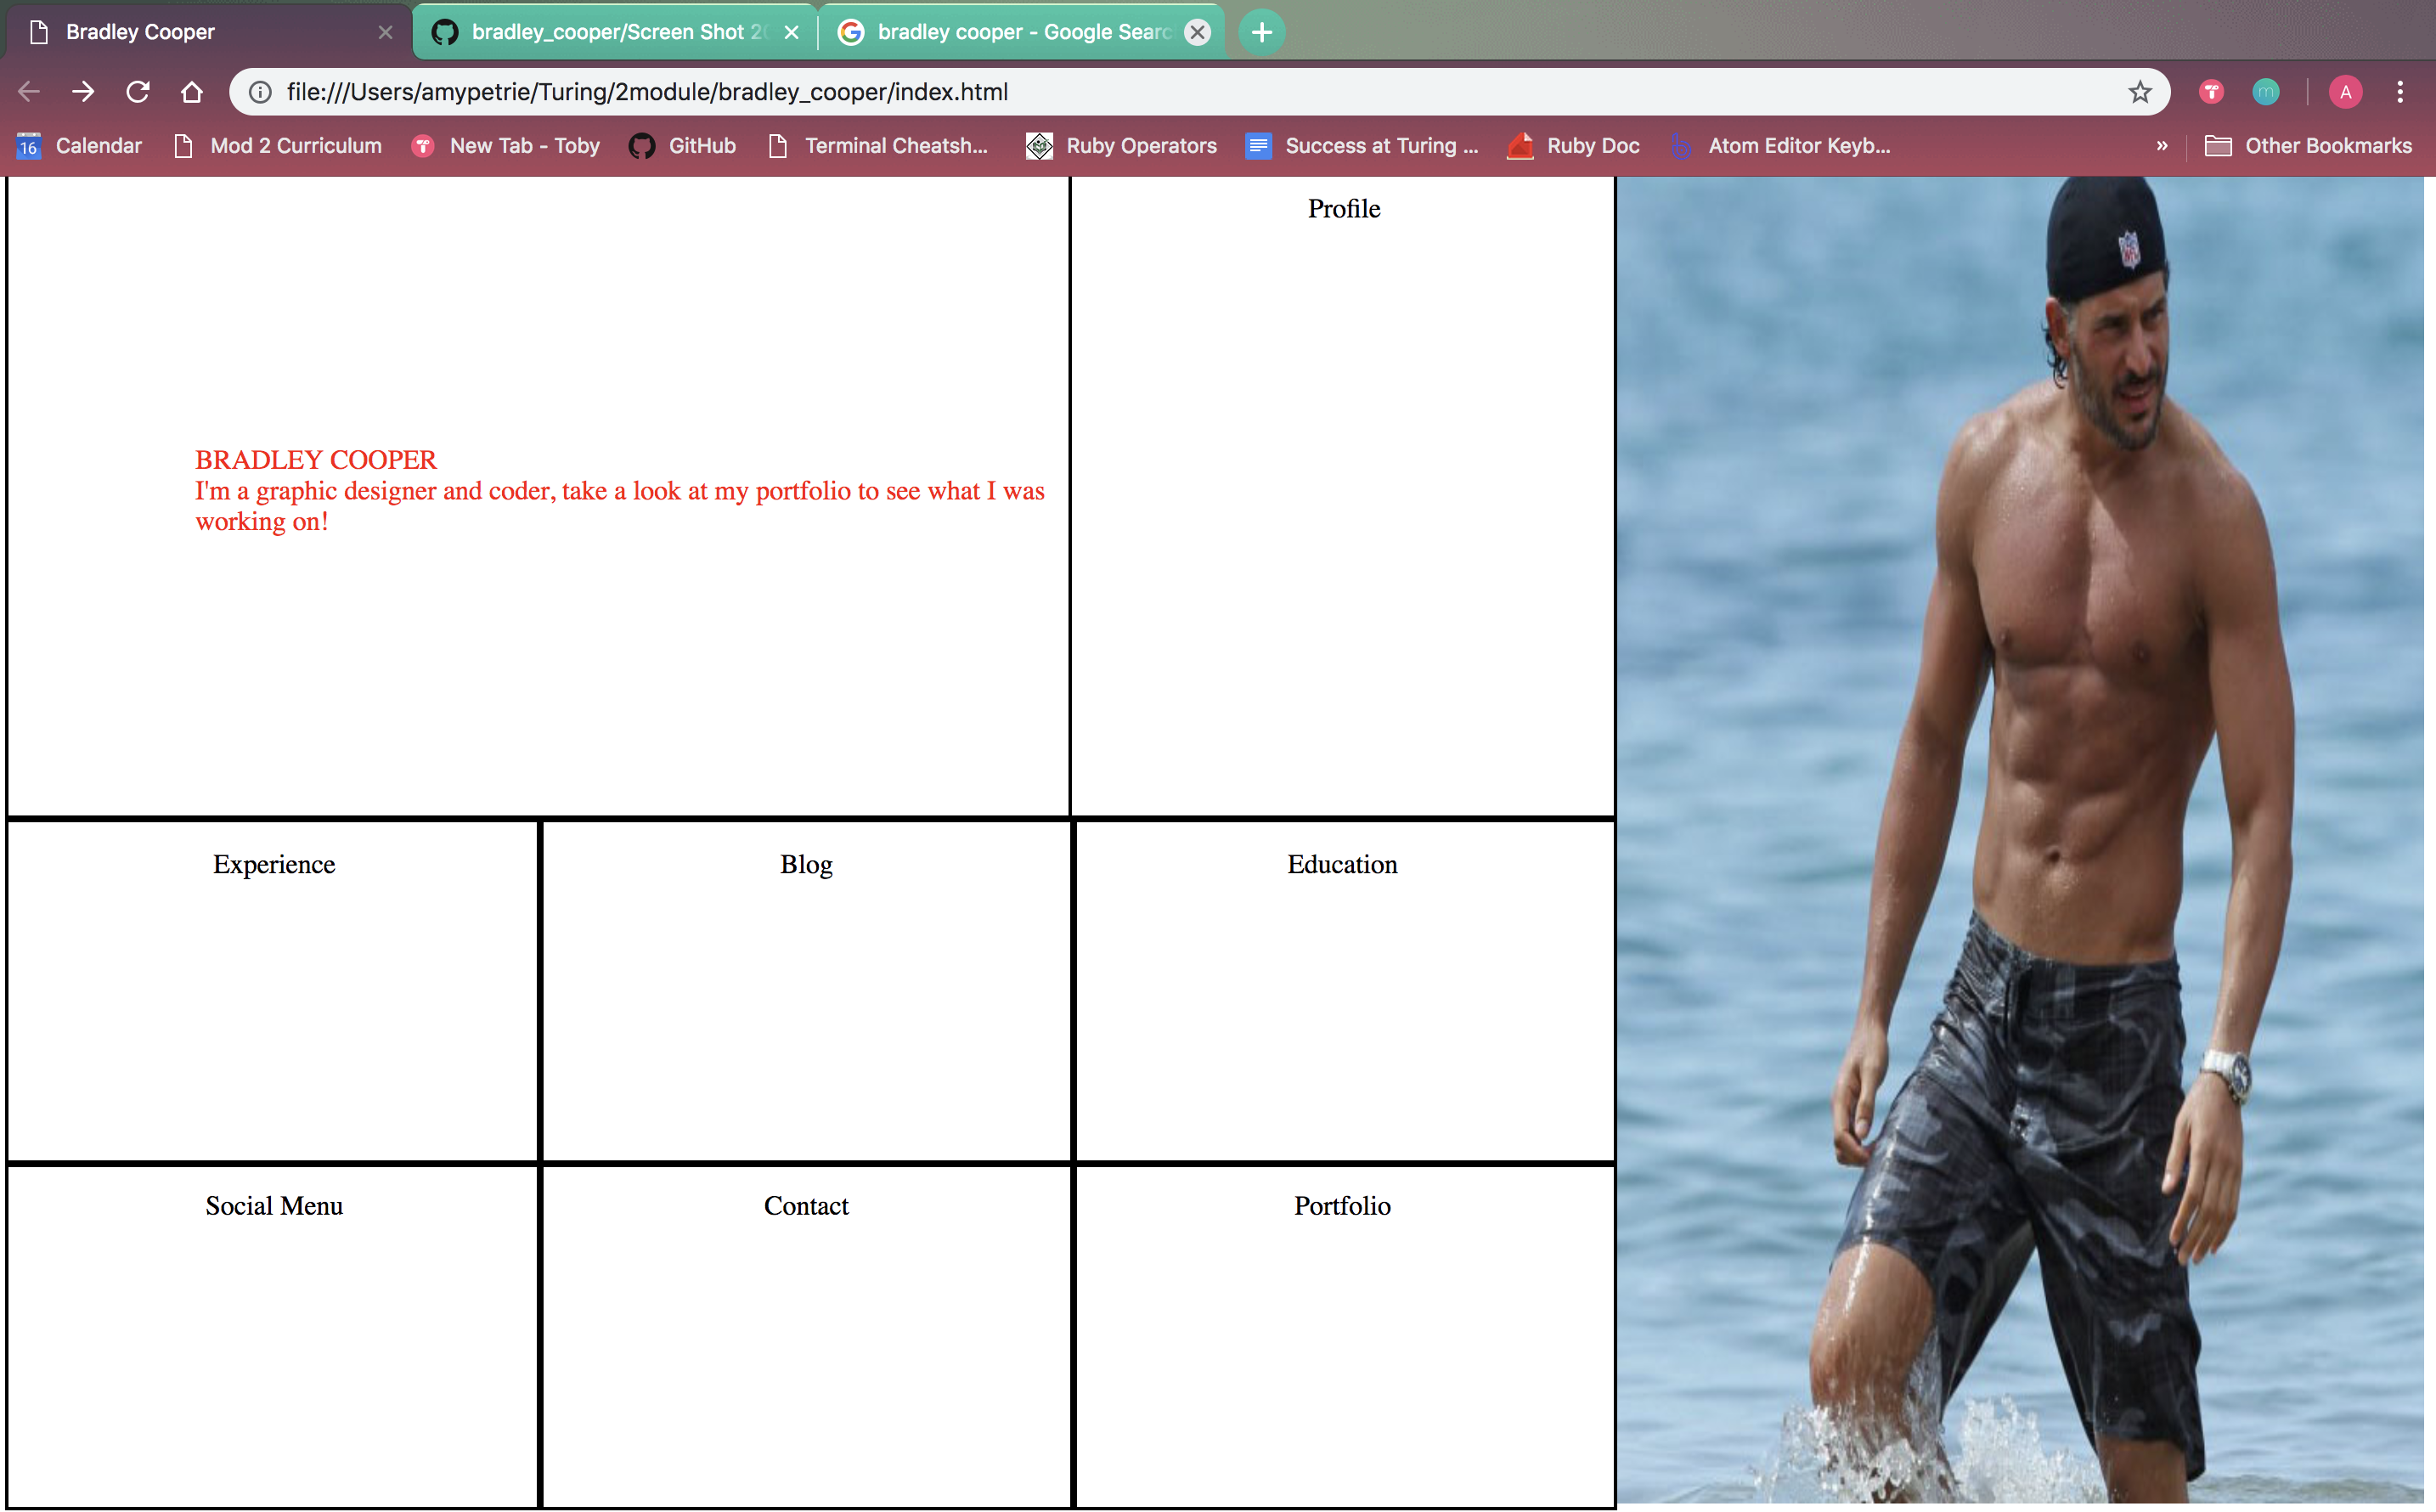 Bradley Cooper
bradley_cooper/Screen Shot
bradley cooper - Google Searc
file:///Users/amypetrie/Turing/2module/bradley_cooper/index.html
A
16 Calendar
Mod 2 Curriculum
New Tab - Toby
GitHub
Terminal Cheatsh...
Ruby Operators
Success at Turing ...
Ruby Doc
Atom Editor Keyb...
»
Other Bookmarks
Profile
NFL
BRADLEY COOPER
I'm a graphic designer and coder, take a look at my portfolio to see what I was
working on!
Experience
Blog
Education
Social Menu
Contact
Portfolio